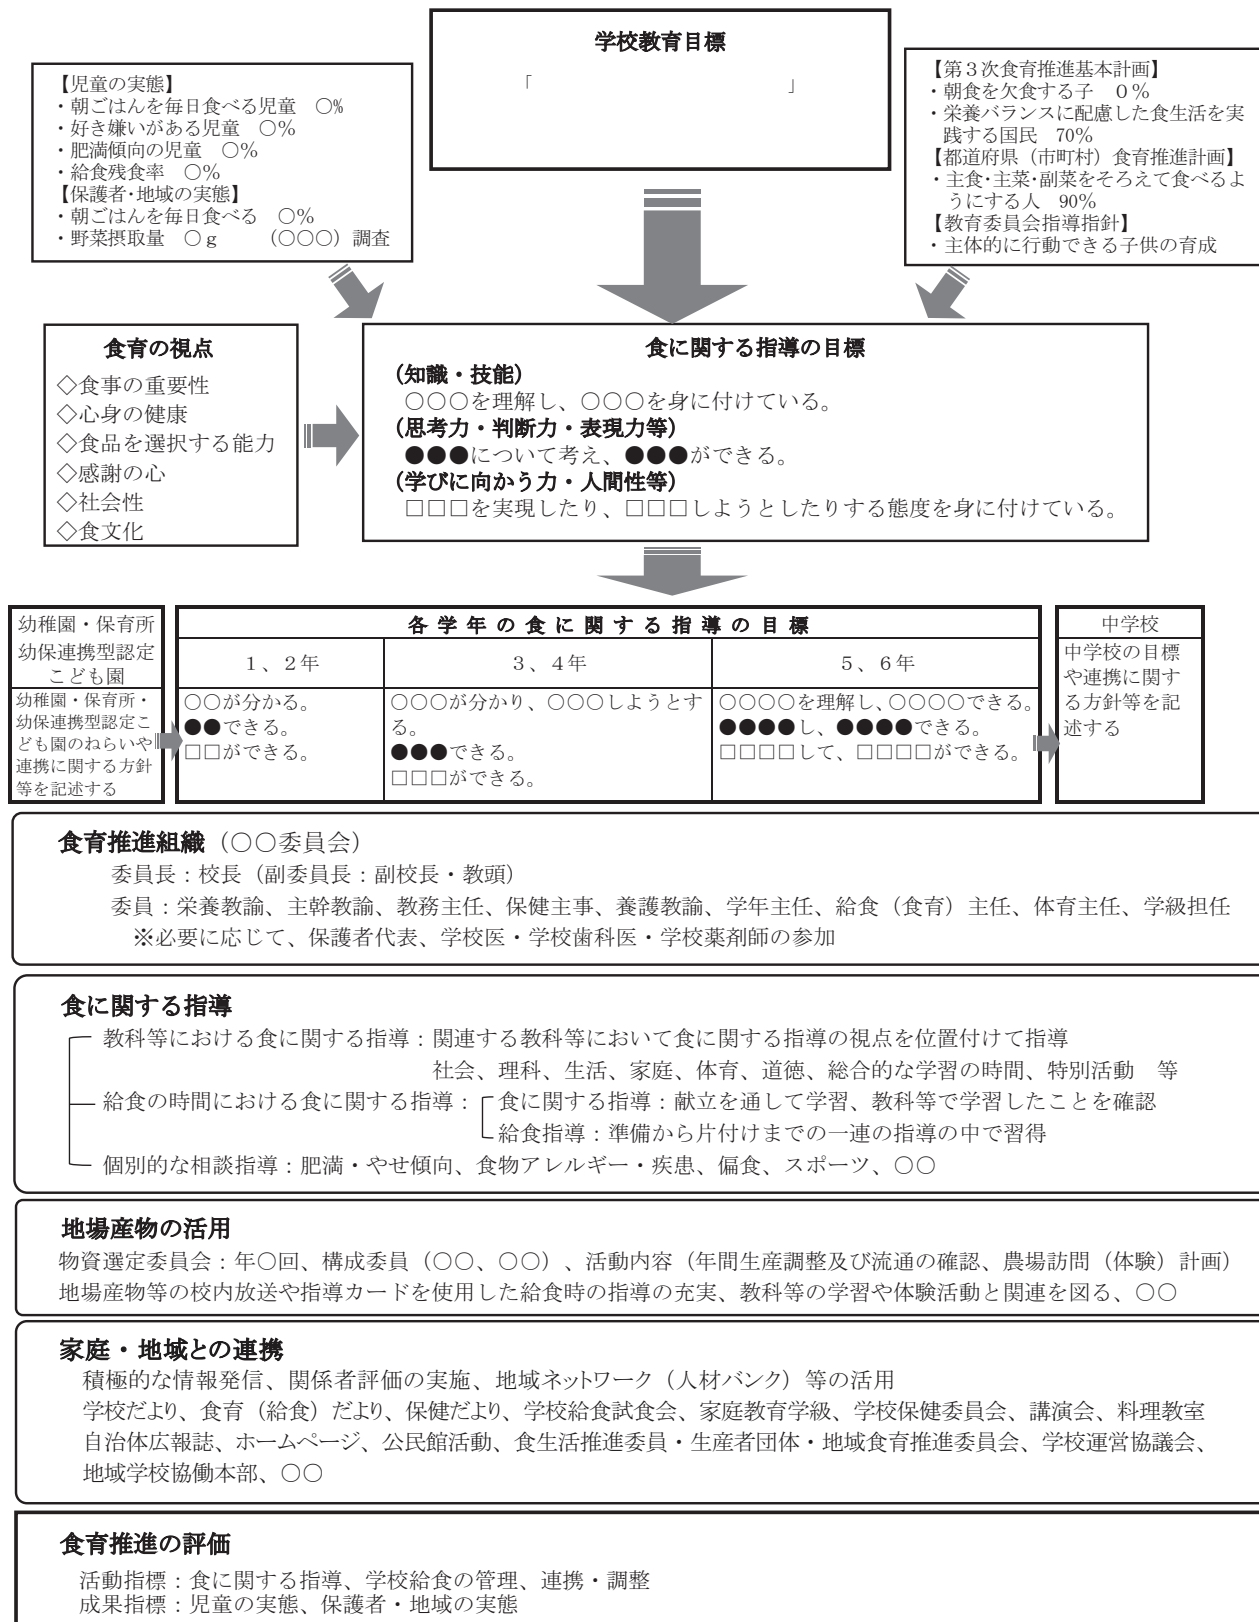 学校教育目標
「　　　　　　　　　　　　」
【児童の実態】
・朝ごはんを毎日食べる児童　○%
・好き嫌いがある児童　○%
・肥満傾向の児童　○%
・給食残食率　○%
【保護者・地域の実態】
・朝ごはんを毎日食べる　○%
・野菜摂取量　○g　　（○○○）調査
【第３次食育推進基本計画】
・朝食を欠食する子　０％
・栄養バランスに配慮した食生活を実
践する国民　70％
【都道府県（市町村）食育推進計画】
・主食・主菜・副菜をそろえて食べるよ
うにする人　90％
【教育委員会指導指針】
・主体的に行動できる子供の育成
食育の視点
◇食事の重要性
◇心身の健康
◇食品を選択する能力
◇感謝の心
◇社会性
◇食文化
食に関する指導の目標
（知識・技能）
○○○を理解し、○○○を身に付けている。
（思考力・判断力・表現力等）
●●●について考え、●●●ができる。
（学びに向かう力・人間性等）
□□□を実現したり、□□□しようとしたりする態度を身に付けている。
幼稚園・保育所
幼保連携型認定
こども園
幼稚園・保育所・
幼保連携型認定こ
ども園のねらいや
連携に関する方針
等を記述する
各学年の食に関する指導の目標
１、２年
３、４年
５、６年
○○が分かる。
●●できる。
□□ができる。
○○○が分かり、○○○しようとす
る。
●●●できる。
□□□ができる。
○○○○を理解し、○○○○できる。
●●●●し、●●●●できる。
□□□□して、□□□□ができる。
中学校
中学校の目標
や連携に関す
る方針等を記
述する
食育推進組織（○○委員会）
委員長：校長（副委員長：副校長・教頭）
委員：栄養教諭、主幹教諭、教務主任、保健主事、養護教諭、学年主任、給食（食育）主任、体育主任、学級担任
※必要に応じて、保護者代表、学校医・学校歯科医・学校薬剤師の参加
食に関する指導
教科等における食に関する指導：関連する教科等において食に関する指導の視点を位置付けて指導
社会、理科、生活、家庭、体育、道徳、総合的な学習の時間、特別活動　等
給食の時間における食に関する指導：食に関する指導：献立を通して学習、教科等で学習したことを確認
給食指導：準備から片付けまでの一連の指導の中で習得
個別的な相談指導：肥満・やせ傾向、食物アレルギー・疾患、偏食、スポーツ、○○
地場産物の活用
物資選定委員会：年○回、構成委員（○○、○○）、活動内容（年間生産調整及び流通の確認、農場訪問（体験）計画）
地場産物等の校内放送や指導カードを使用した給食時の指導の充実、教科等の学習や体験活動と関連を図る、○○
家庭・地域との連携
積極的な情報発信、関係者評価の実施、地域ネットワーク（人材バンク）等の活用
学校だより、食育（給食）だより、保健だより、学校給食試食会、家庭教育学級、学校保健委員会、講演会、料理教室
自治体広報誌、ホームページ、公民館活動、食生活推進委員・生産者団体・地域食育推進委員会、学校運営協議会、
地域学校協働本部、○○
食育推進の評価
活動指標：食に関する指導、学校給食の管理、連携・調整
成果指標：児童の実態、保護者・地域の実態